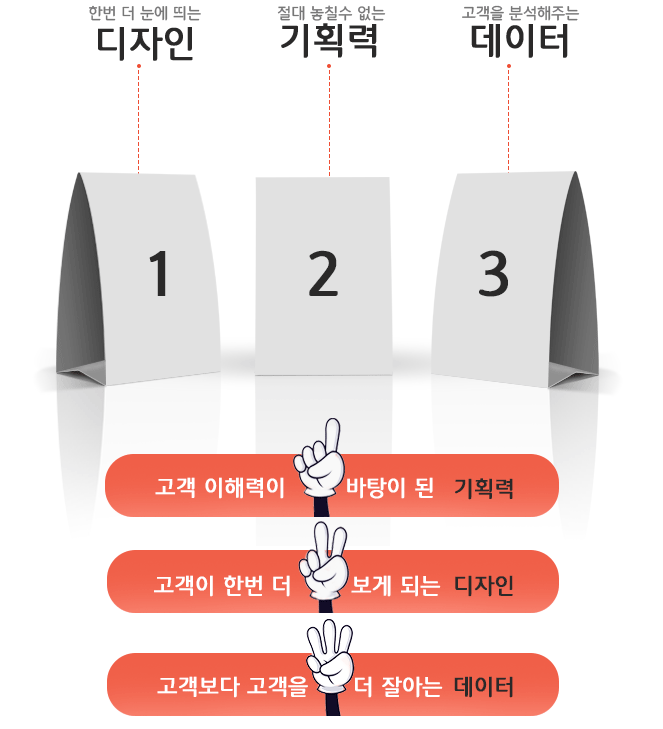 한번 더 눈에 띄는
디자인
절대 놓칠수 없는
기획력
고객을 분석해주는
데이터
1
2
3
고객 이해력이 바탕이 된 기획력
고객이 한번 더 보게 되는 디자인
고객보다 고객을 더 잘아는 데이터